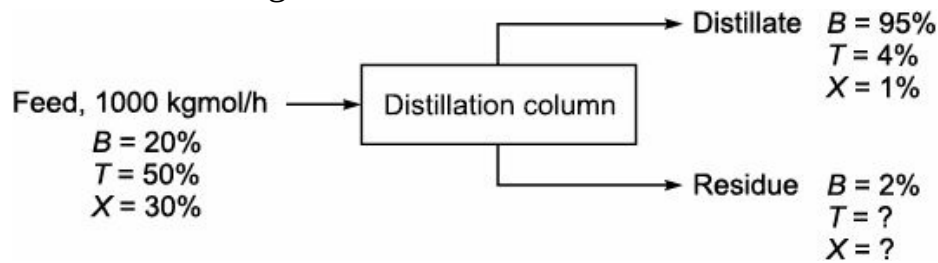 Distillate B = 95%
T = 4%
X = 1%
Feed, 1000 kgmol/h
Distillation column
B = 20%
T = 50%
X = 30%
Residue B = 2%
T = ?
X = ?